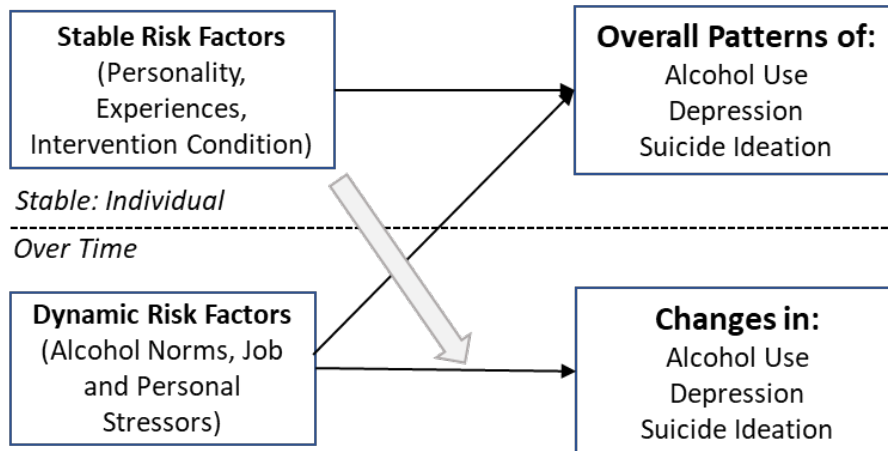 Stable Risk Factors
(Personality,
Experiences,
Intervention Condition)
Overall Patterns of:
Alcohol Use
Depression
Suicide Ideation
Stable: Individual
Over Time
Dynamic Risk Factors
(Alcohol Norms, Job
and Personal
Stressors)
Changes in:
Alcohol Use
Depression
Suicide Ideation